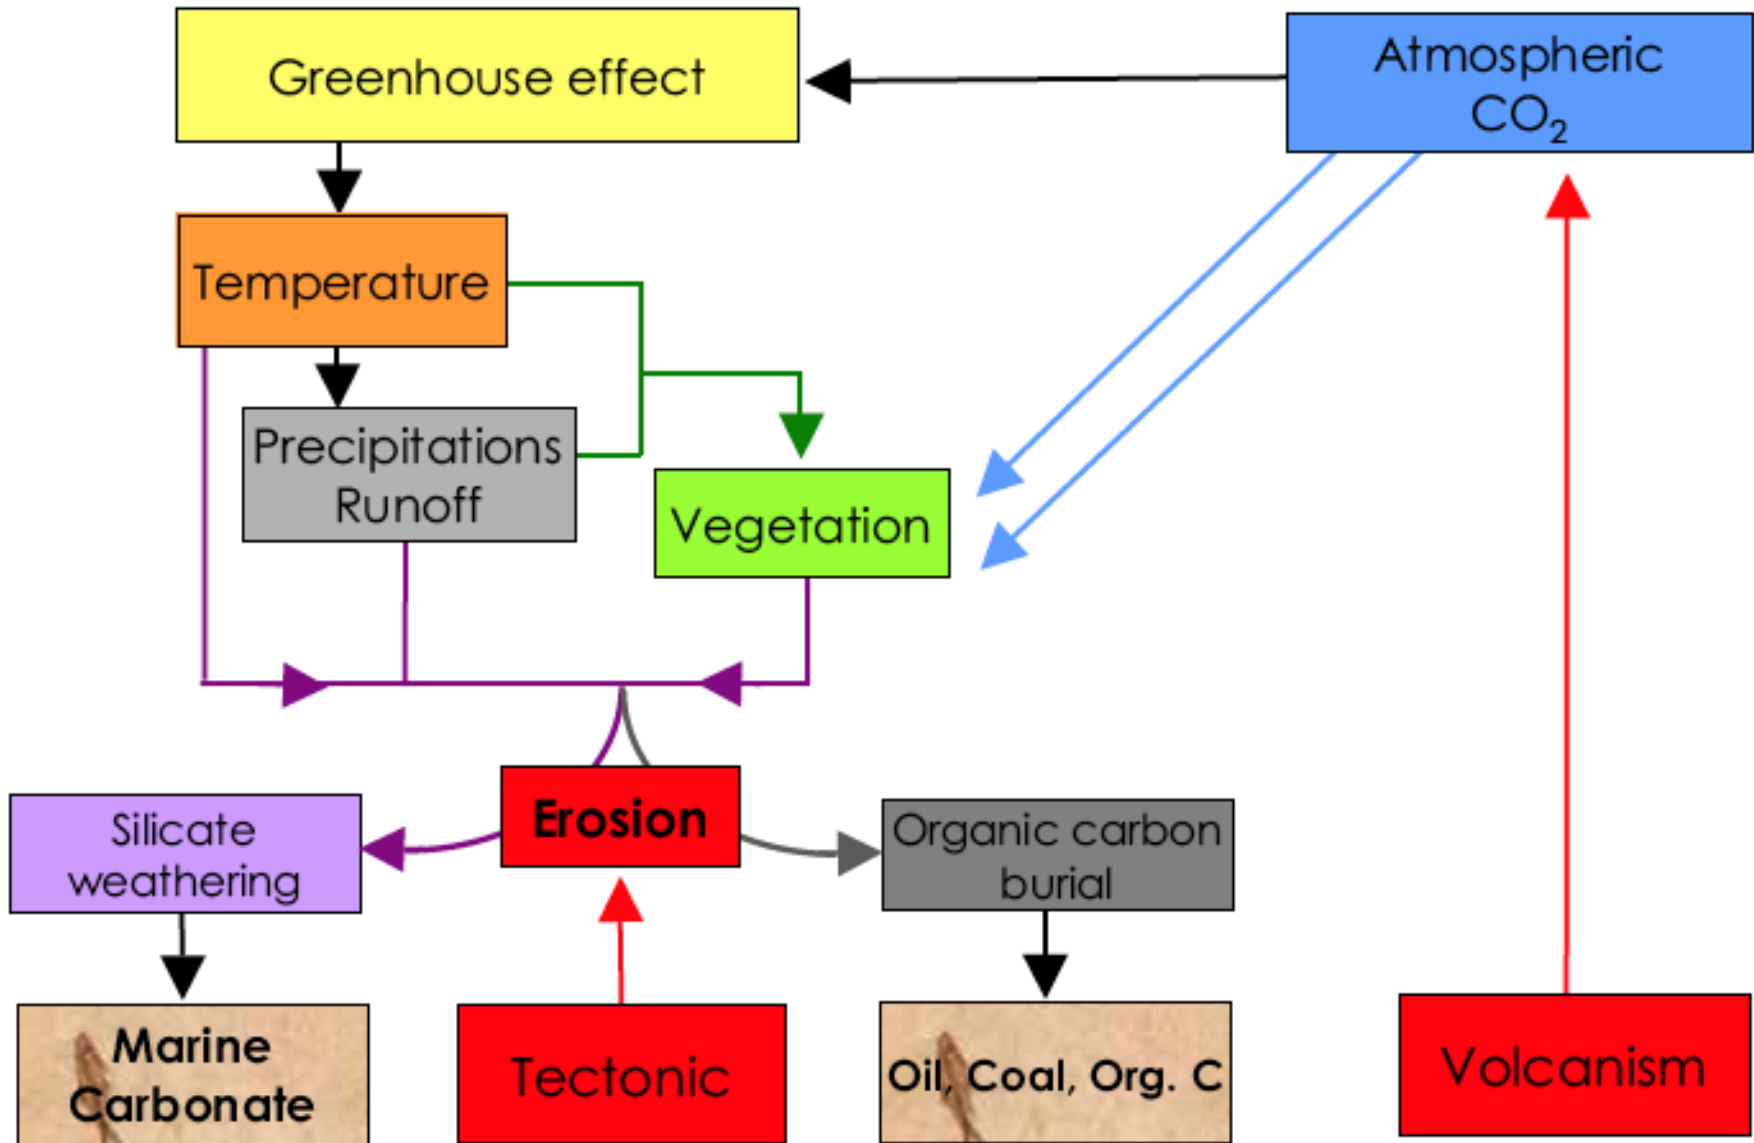 Greenhouse effect
Atmospheric
CO₂
Temperature
Precipitations
Runoff
Vegetation
Erosion
Silicate
weathering
Organic carbon
burial
Marine
Carbonate
Tectonic
Oil, Coal, Org. C
Volcanism